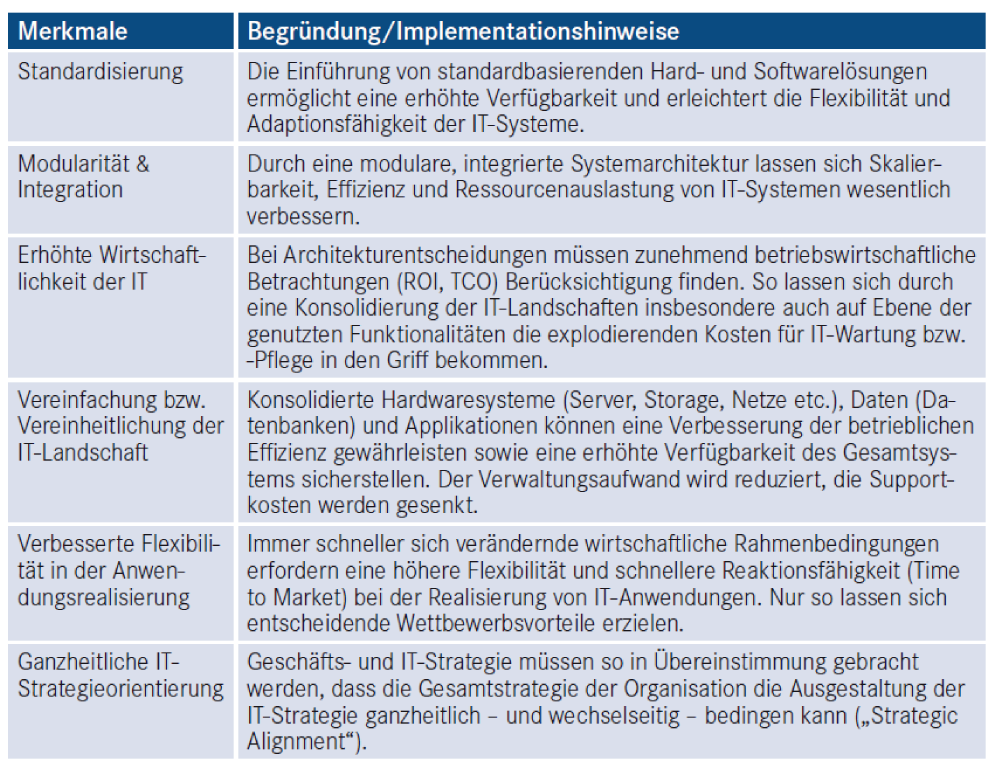 Merkmale
Begründung/Implementationshinweise
Standardisierung
Die Einführung von standardbasierenden Hard- und Softwarelösungen
ermöglicht eine erhöhte Verfügbarkeit und erleichtert die Flexibilität und
Adaptionsfähigkeit der IT-Systeme.
Modularität &
Integration
Durch eine modulare, integrierte Systemarchitektur lassen sich Skalier-
barkeit, Effizienz und Ressourcenauslastung von IT-Systemen wesentlich
verbessern.
Erhöhte Wirtschaft-
lichkeit der IT
Bei Architekturentscheidungen müssen zunehmend betriebswirtschaftliche
Betrachtungen (ROI, TCO) Berücksichtigung finden. So lassen sich durch
eine Konsolidierung der IT-Landschaften insbesondere auch auf Ebene der
genutzten Funktionalitäten die explodierenden Kosten für IT-Wartung bzw.
-Pflege in den Griff bekommen.
Vereinfachung bzw.
Vereinheitlichung der
IT-Landschaft
Konsolidierte Hardwaresysteme (Server, Storage, Netze etc.), Daten (Da-
tenbanken) und Applikationen können eine Verbesserung der betrieblichen
Effizienz gewährleisten sowie eine erhöhte Verfügbarkeit des Gesamtsys-
tems sicherstellen. Der Verwaltungsaufwand wird reduziert, die Support-
kosten werden gesenkt.
Verbesserte Flexibili-
tät in der Anwen-
dungsrealisierung
Immer schneller sich verändernde wirtschaftliche Rahmenbedingungen
erfordern eine höhere Flexibilität und schnellere Reaktionsfähigkeit (Time
to Market) bei der Realisierung von IT-Anwendungen. Nur so lassen sich
entscheidende Wettbewerbsvorteile erzielen.
Ganzheitliche IT-
Strategieorientierung
Geschäfts- und IT-Strategie müssen so in Übereinstimmung gebracht
werden, dass die Gesamtstrategie der Organisation die Ausgestaltung der
IT-Strategie ganzheitlich – und wechselseitig – bedingen kann („Strategic
Alignment“).